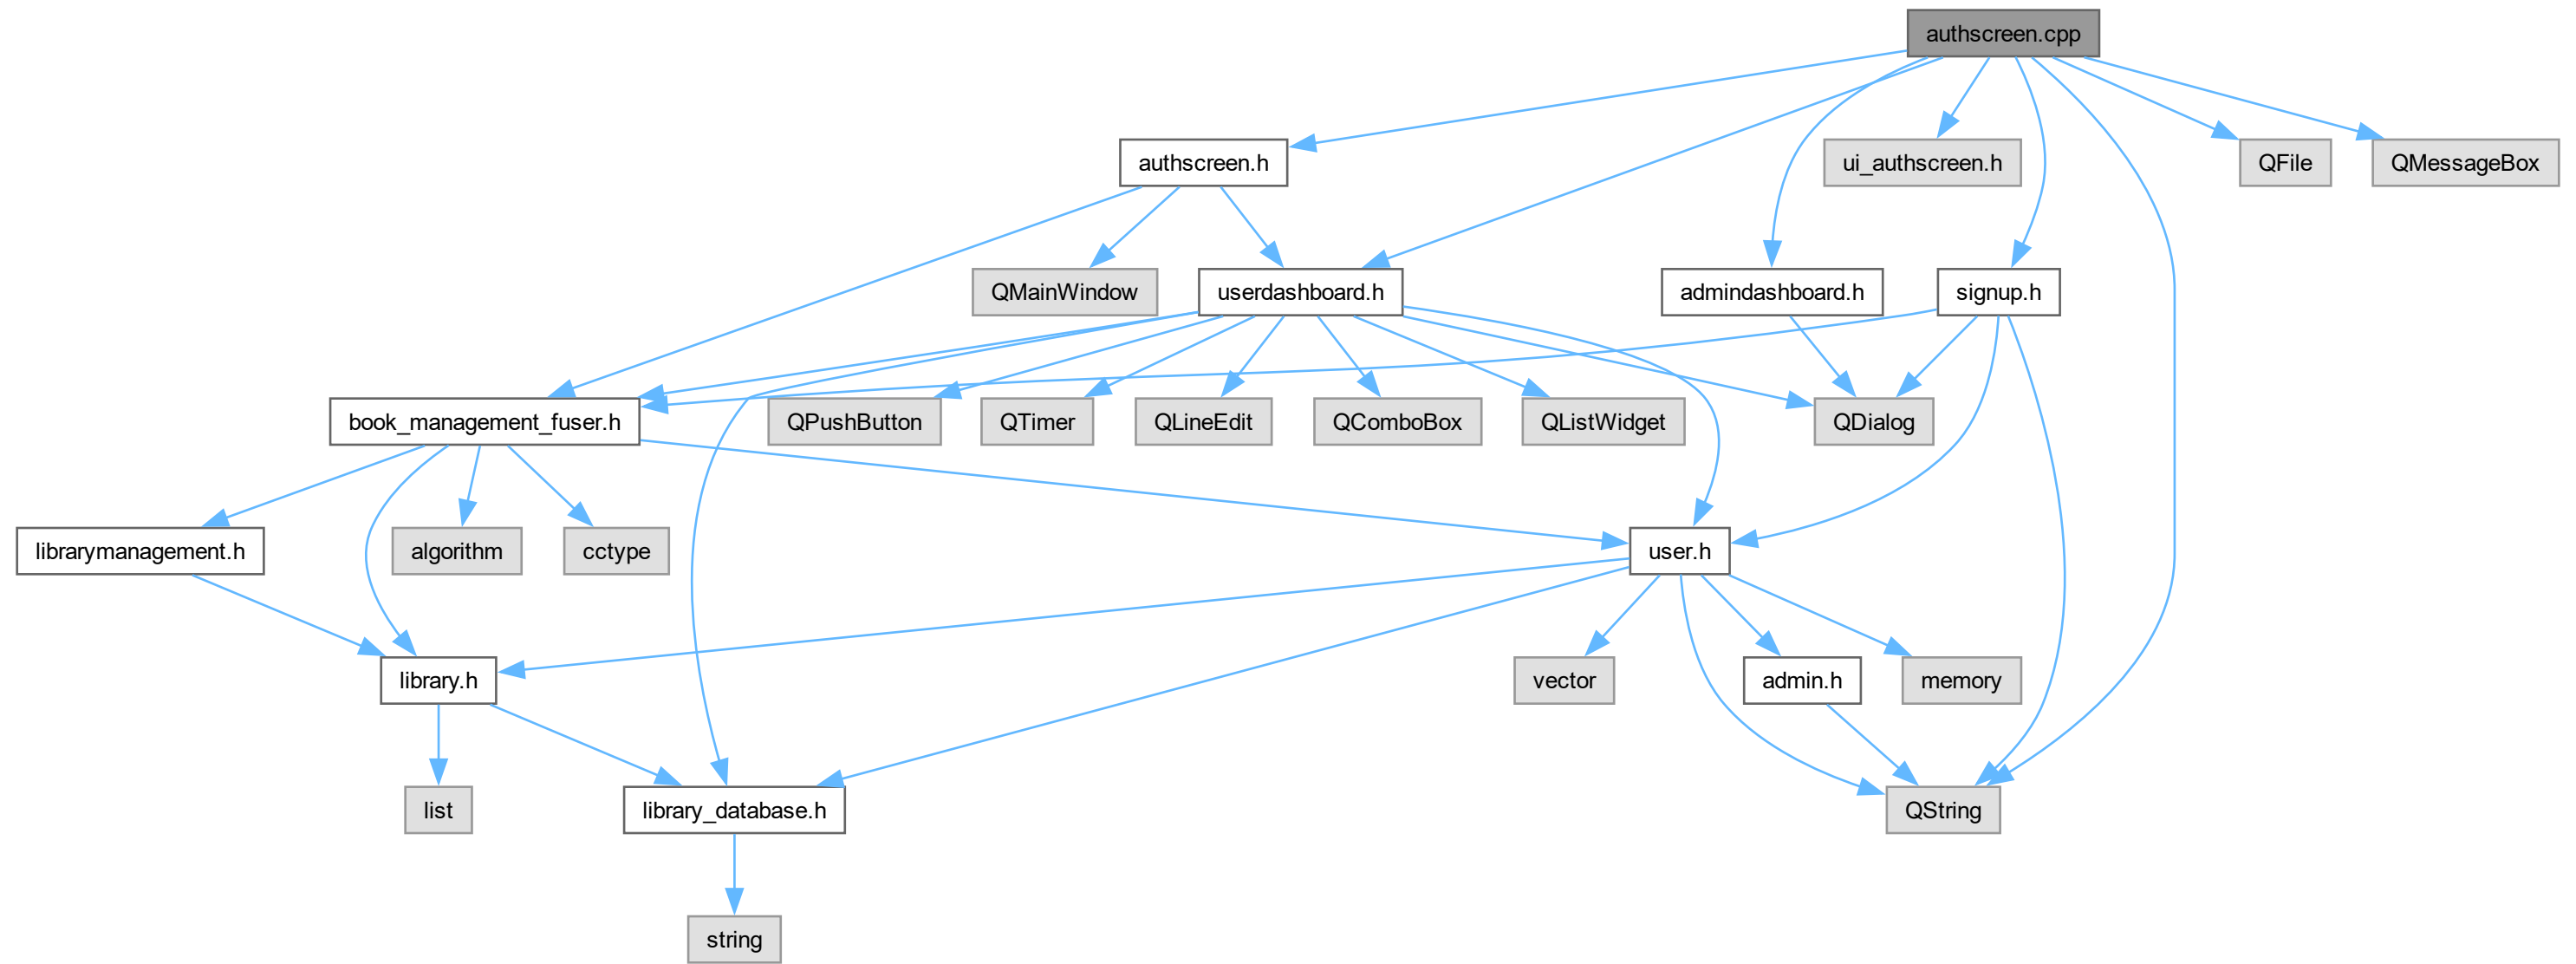 authscreen.cpp
authscreen.h
ui_authscreen.h
QFile
QMessageBox
QMainWindow
userdashboard.h
admindashboard.h
signup.h
book_management_fuser.h
QPushButton
QTimer
QLineEdit
QComboBox
QListWidget
QDialog
librarymanagement.h
algorithm
cctype
user.h
library.h
vector
admin.h
memory
list
library_database.h
QString
string